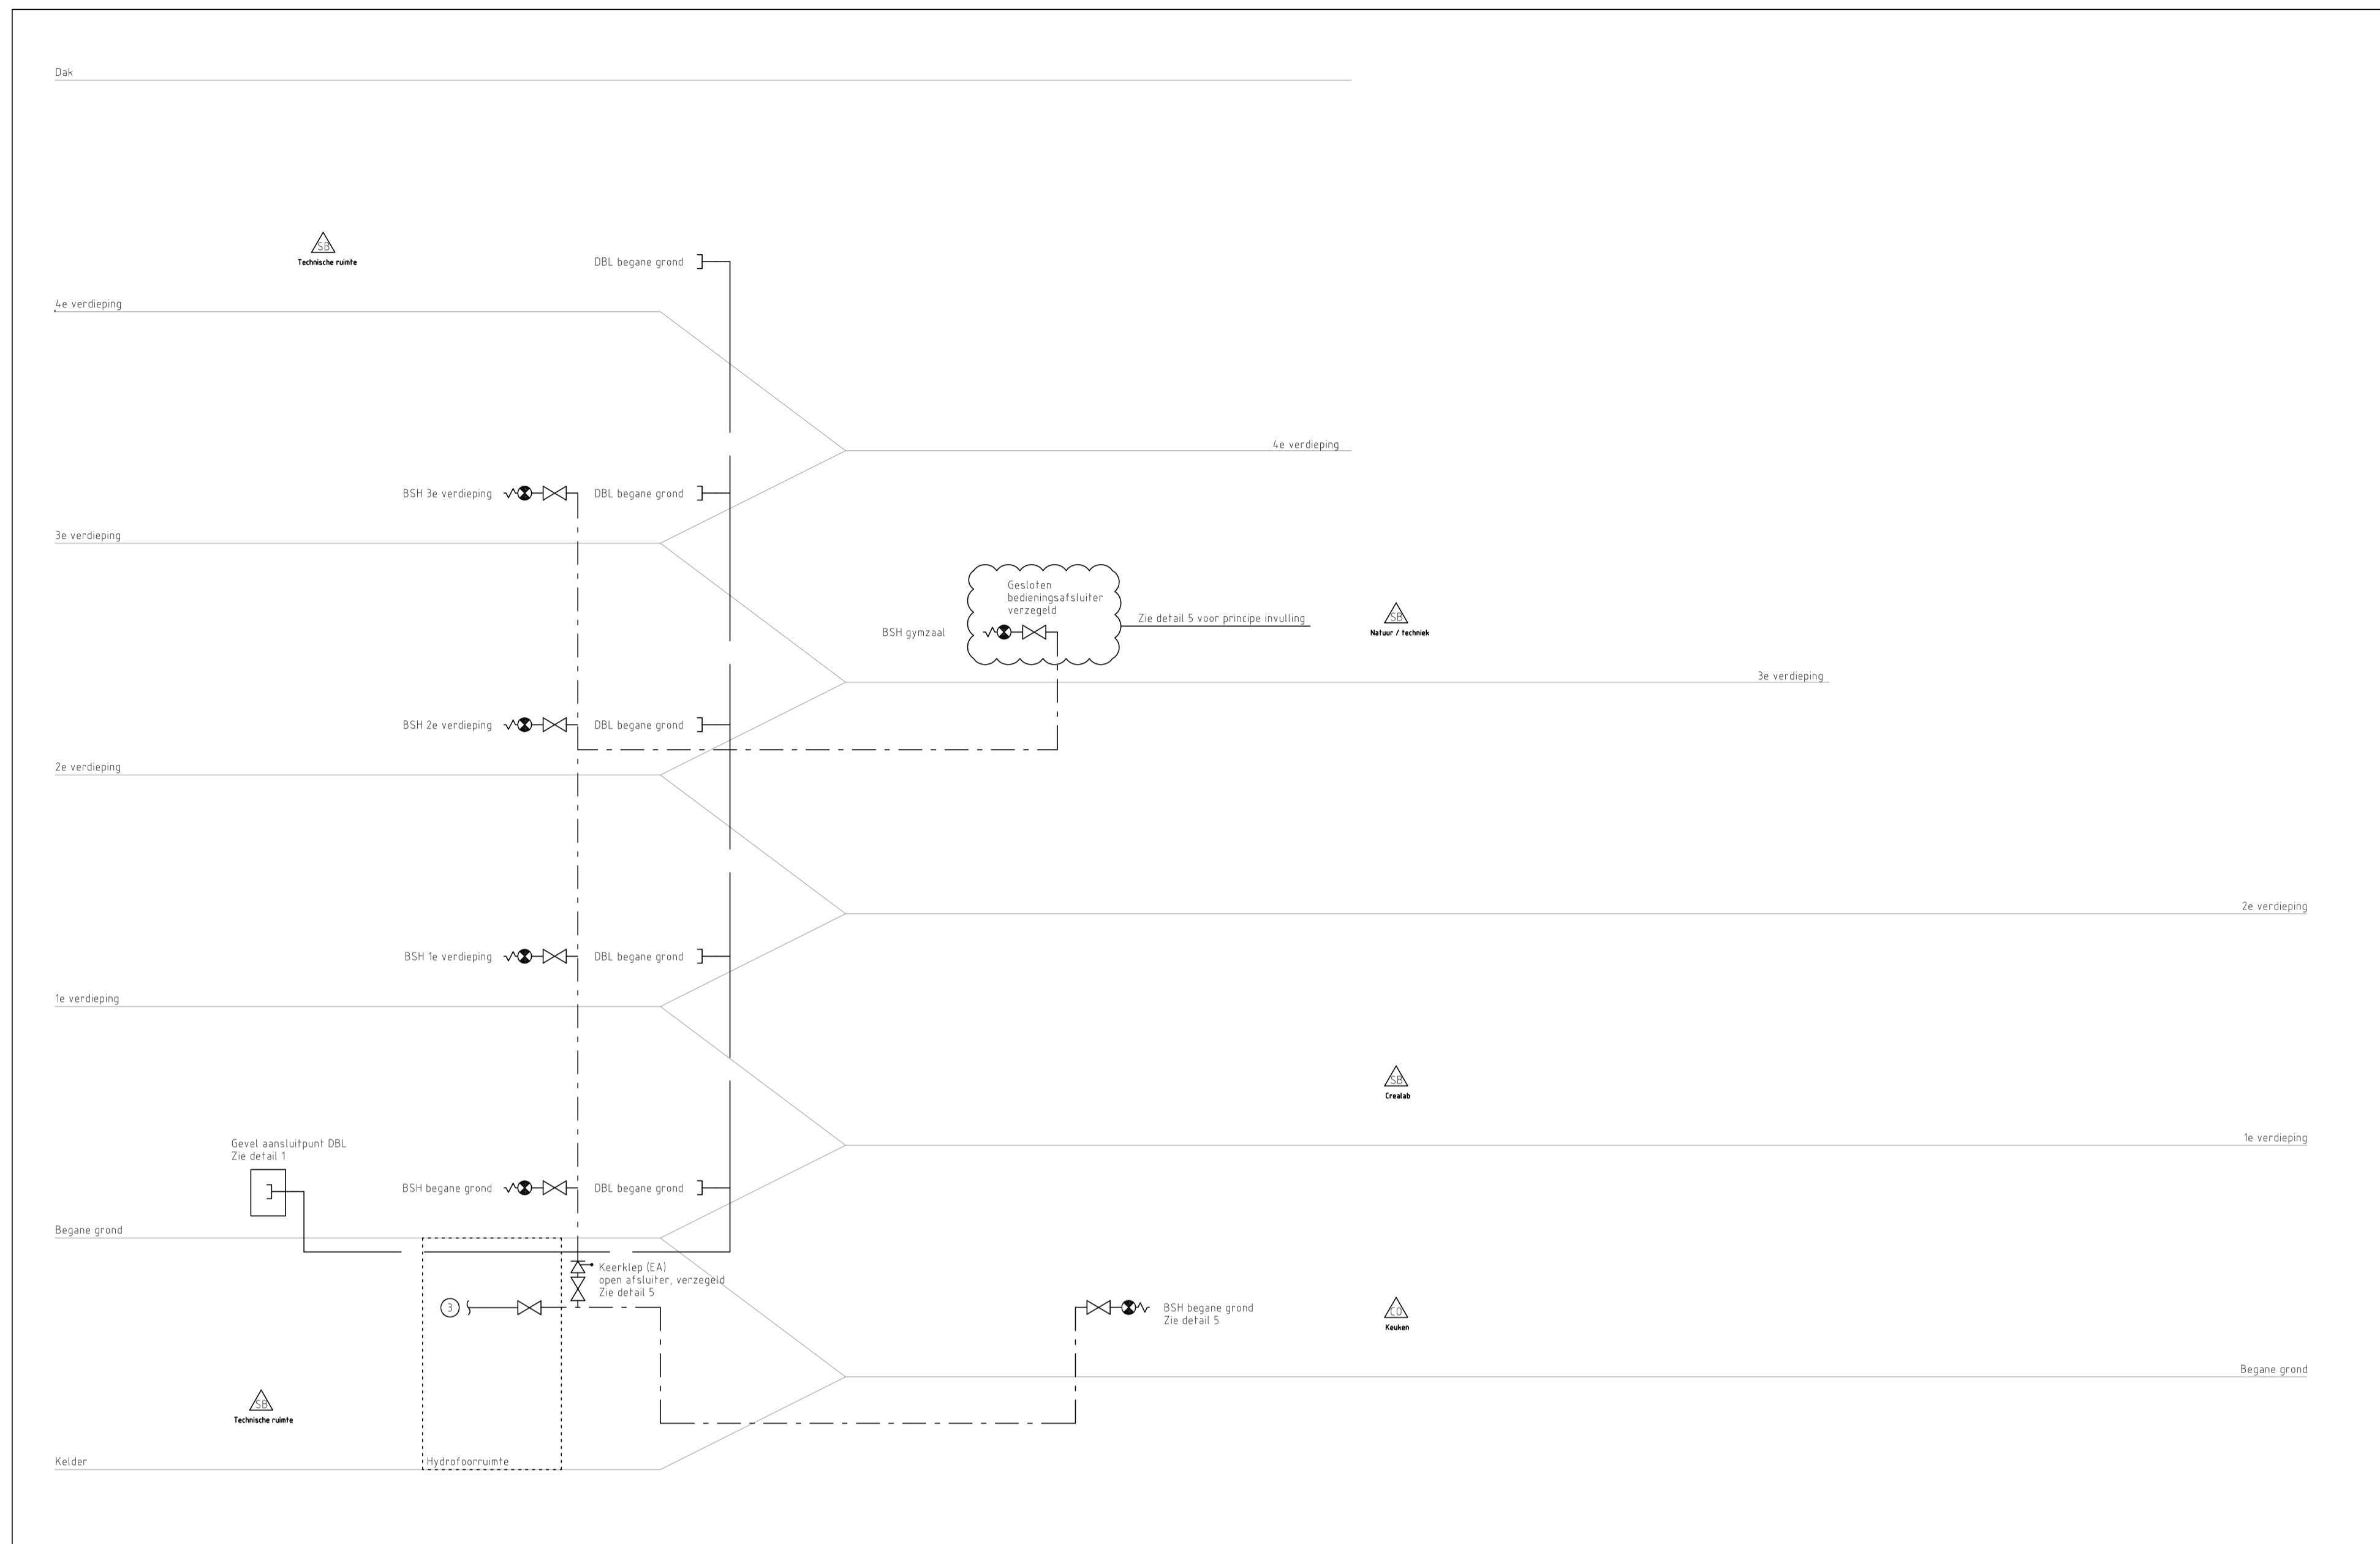 Dak
SB
Technische ruimte
DBL begane grond
4e verdieping
4e verdieping
BSH 3e verdieping
DBL begane grond
3e verdieping
Gesloten
bedieningsafsluiter
verzegeld
BSH gymzaal
Zie detail 5 voor principe invulling
SB
Natuur / techniek
3e verdieping
BSH 2e verdieping
DBL begane grond
2e verdieping
2e verdieping
BSH 1e verdieping
DBL begane grond
1e verdieping
SB
Crealab
1e verdieping
Gevel aansluitpunt DBL
Zie detail 1
BSH begane grond
DBL begane grond
Begane grond
Keerklep (EA)
open afsluiter, verzegeld
Zie detail 5
3
BSH begane grond
Zie detail 5
CO
Keuken
Begane grond
SB
Technische ruimte
Kelder
Hydrofoorruimte